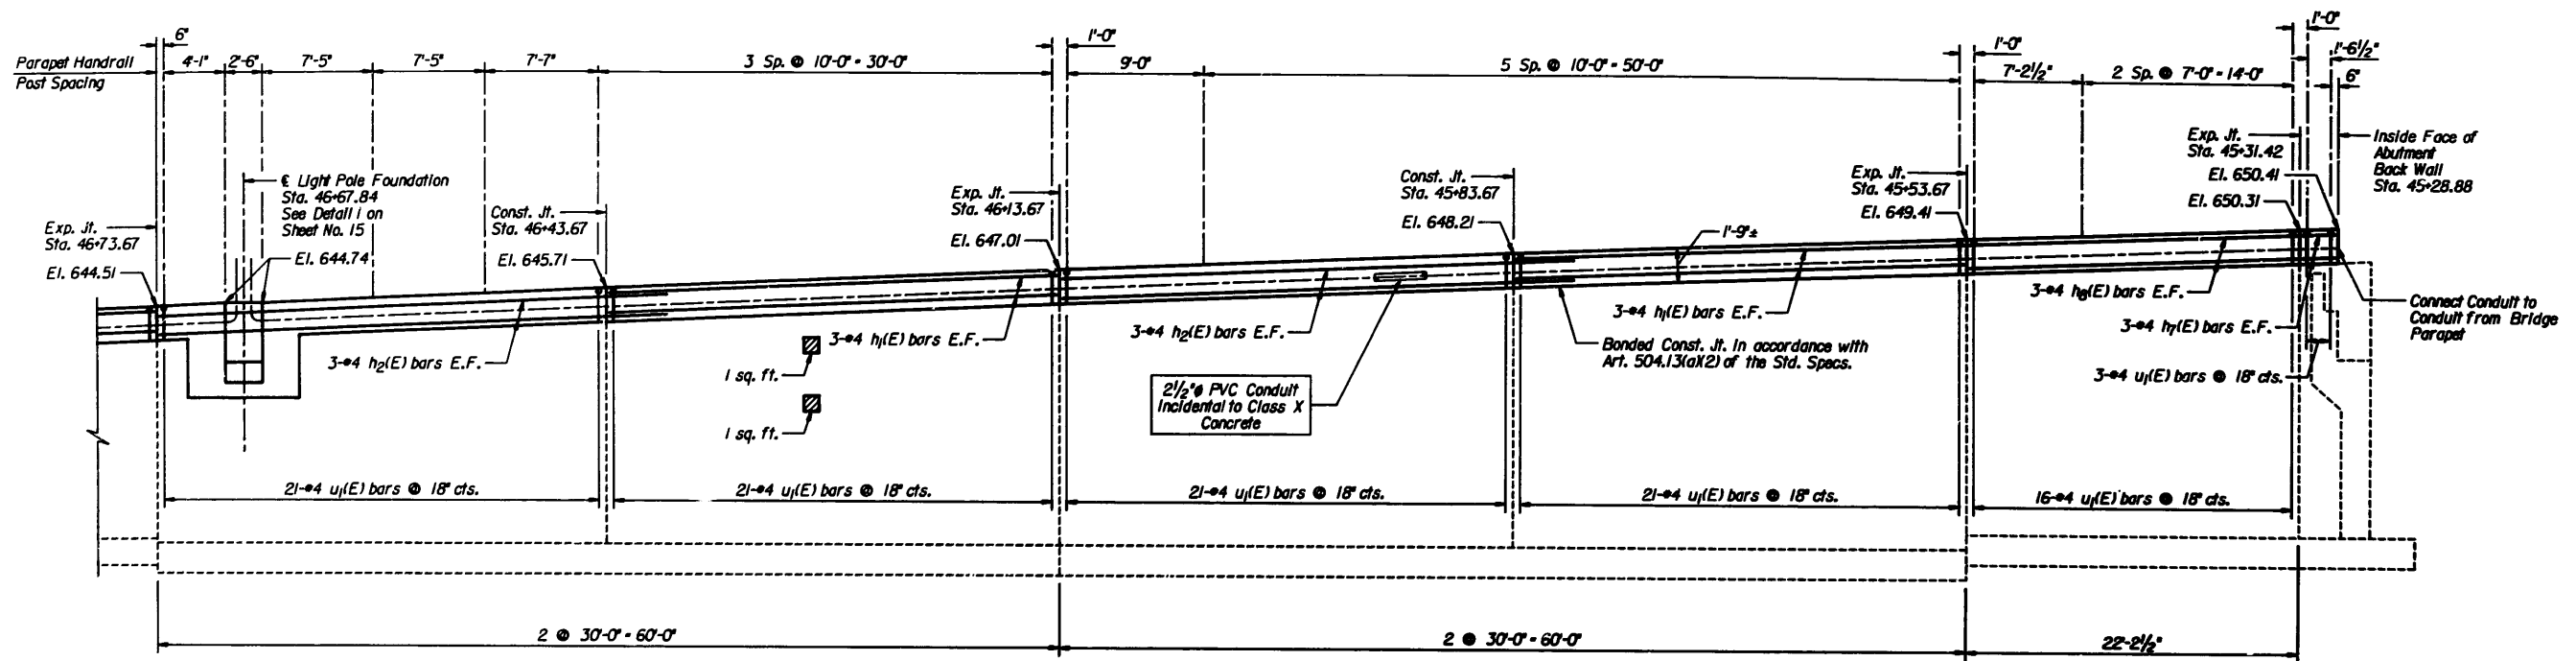 Parapet Handrail
Post Spacing
6"
4'-1"
2'-6"
7'-5"
7'-5"
7'-7"
3 Sp. @ 10'-0" = 30'-0"
1'-0"
9'-0"
5 Sp. @ 10'-0" = 50'-0"
1'-0"
7'-2½"
2 Sp. @ 7'-0" = 14'-0"
1'-0"
1'-6½"
6"
Exp. Jt.
Sta. 46+73.67
El. 644.51
℄ Light Pole Foundation
Sta. 46+67.84
See Detail 1 on
Sheet No. 15
El. 644.74
Const. Jt.
Sta. 46+43.67
El. 645.71
Exp. Jt.
Sta. 46+13.67
El. 647.01
Const. Jt.
Sta. 45+83.67
El. 648.21
1'-9"±
Exp. Jt.
Sta. 45+53.67
El. 649.41
Exp. Jt.
Sta. 45+31.42
El. 650.41
El. 650.31
Inside Face of
Abutment
Back Wall
Sta. 45+28.88
3-#4 h2(E) bars E.F.
3-#4 h1(E) bars E.F.
3-#4 h2(E) bars E.F.
3-#4 h1(E) bars E.F.
3-#4 h8(E) bars E.F.
3-#4 h7(E) bars E.F.
3-#4 u1(E) bars @ 18" cts.
Connect Conduit to
Conduit from Bridge
Parapet
1 sq. ft.
1 sq. ft.
2½"ø PVC Conduit
Incidental to Class X
Concrete
Bonded Const. Jt. in accordance with
Art. 504.13(a)(2) of the Std. Specs.
21-#4 u1(E) bars @ 18" cts.
21-#4 u1(E) bars @ 18" cts.
21-#4 u1(E) bars @ 18" cts.
21-#4 u1(E) bars @ 18" cts.
16-#4 u1(E) bars @ 18" cts.
2 @ 30'-0" = 60'-0"
2 @ 30'-0" = 60'-0"
22'-2½"